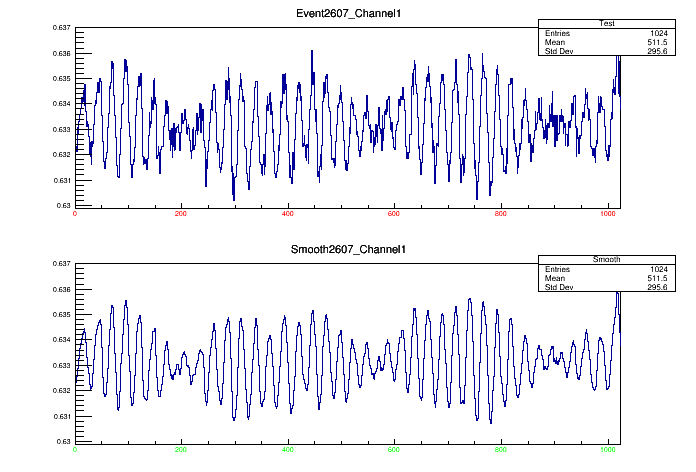 Event2607_Channel1
Test
Entries 1024
Mean 511.5
Std Dev 295.6
0.637
0.636
0.635
0.634
0.633
0.632
0.631
0.63
0 200 400 600 800 1000
Smooth2607_Channel1
Smooth
Entries 1024
Mean 511.5
Std Dev 295.6
0.637
0.636
0.635
0.634
0.633
0.632
0.631
0.63
0 200 400 600 800 1000